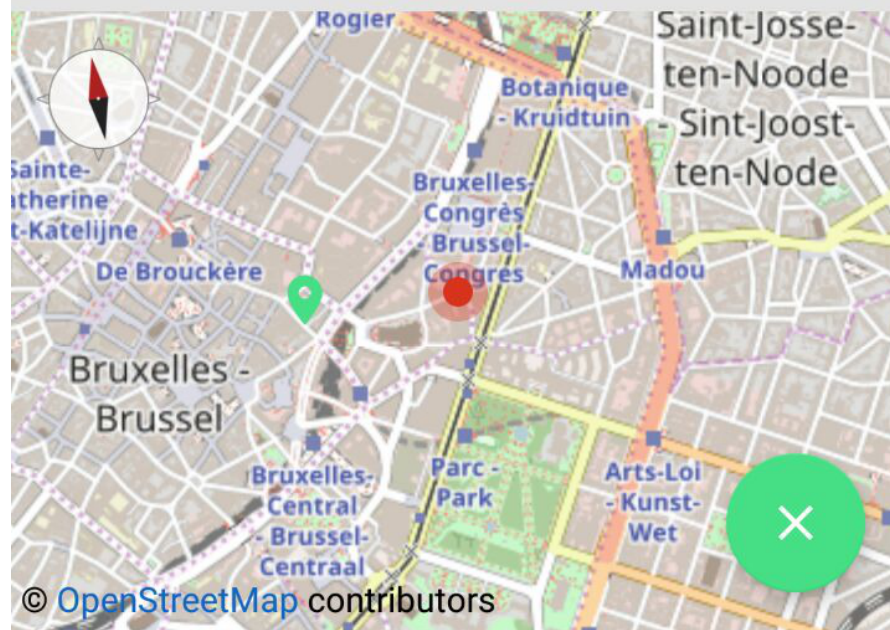 Rogier
Saint-Josse-
ten-Noode
- Sint-Joost-
ten-Node
Botanique
- Kruidtuin
Sainte-
atherine
t-Katelijne
Bruxelles-
Congrès
- Brussel-
Congres
De Brouckère
Madou
Bruxelles -
Brussel
Bruxelles-
Central
- Brussel-
Centraal
Parc -
Park
Arts-Loi
- Kunst-
Wet
© OpenStreetMap contributors